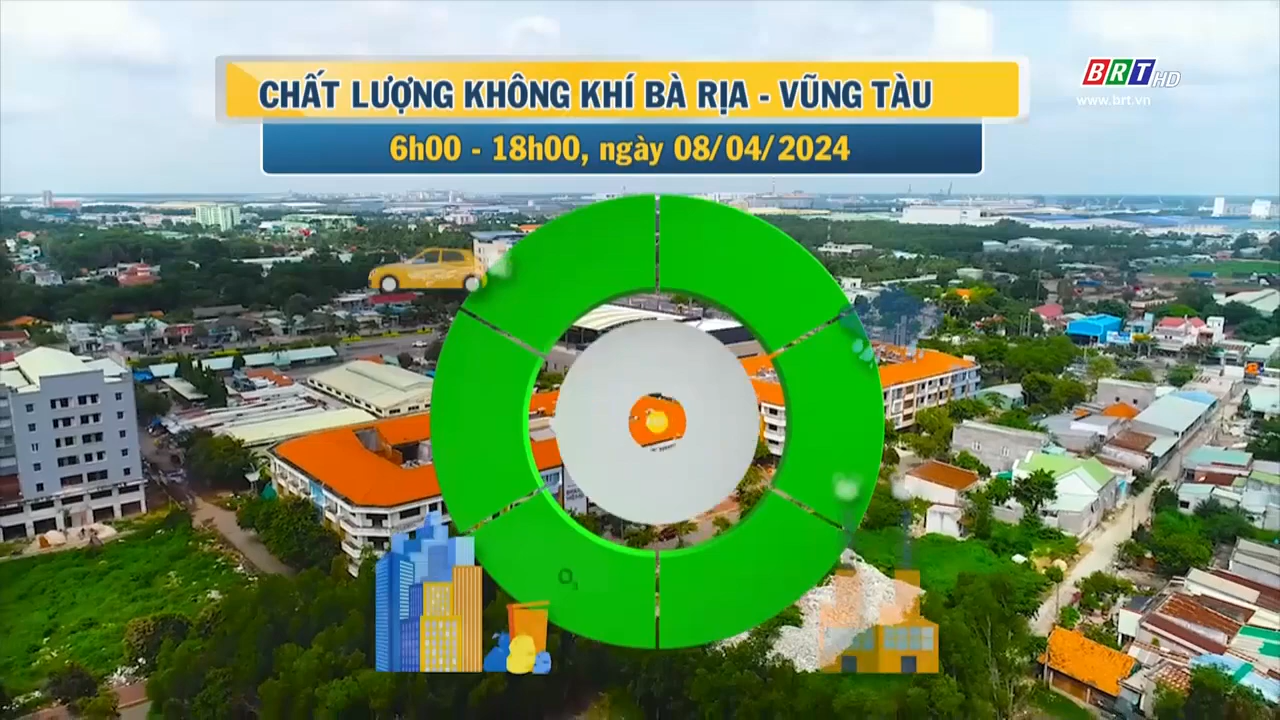 CHẤT LƯỢNG KHÔNG KHÍ BÀ RỊA - VŨNG TÀU
6h00 - 18h00, ngày 08/04/2024
BRT HD
www.brt.vn
O₃